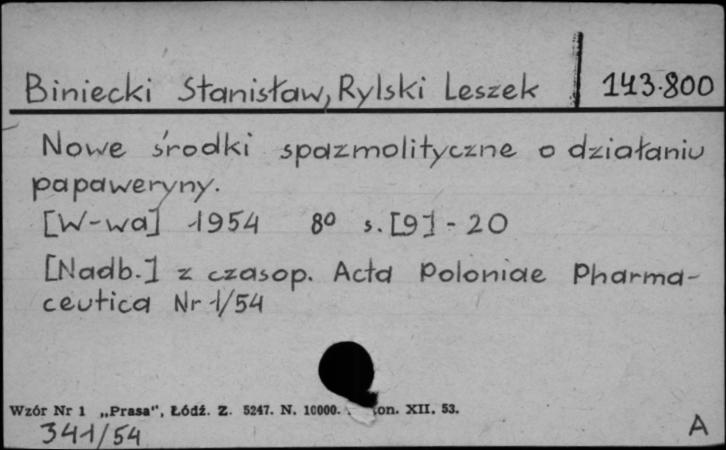 Biniecki Stanisław, Rylski Leszek 143.800
Nowe środki spazmolityczne o działaniu
papaweryny.
[W-wa] 1954 8º s. [9] - 20
[Nadb.] z czasop. Acta Poloniae Pharma-
ceutica Nr 1/54
Wzór Nr 1 „Prasa“, Łódź. Z. 5247. N. 10000. on. XII. 53.
341/54 A